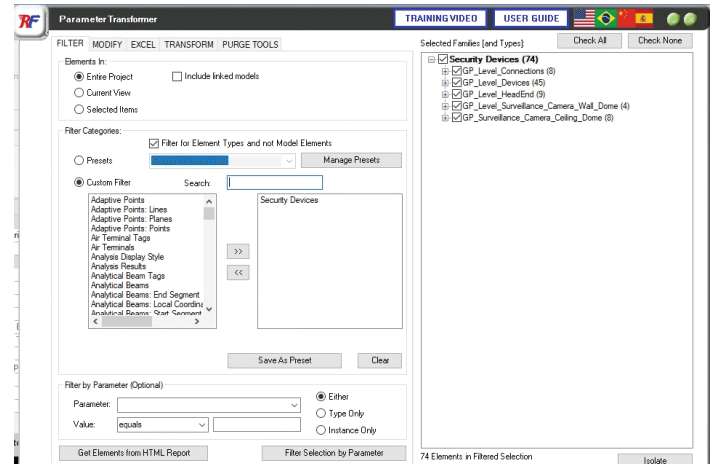 RF Parameter Transformer TRAINING VIDEO USER GUIDE
FILTER MODIFY EXCEL TRANSFORM PURGE TOOLS
Elements In:
Entire Project Include linked models
Current View
Selected Items
Filter Categories:
Filter for Element Types and not Model Elements
Presets Manage Presets
Custom Filter Search:
Adaptive Points
Adaptive Points: Lines
Adaptive Points: Planes
Adaptive Points: Points
Air Terminal Tags
Air Terminals
Analysis Display Style
Analysis Results
Analytical Beam Tags
Analytical Beams
Analytical Beams: End Segment
Analytical Beams: Local Coordina
Analytical Beams: Start Segment
>>
<<
Security Devices
Save As Preset Clear
Filter by Parameter (Optional)
Parameter:
Value: equals
Either
Type Only
Instance Only
Get Elements from HTML Report Filter Selection by Parameter
Selected Families [and Types]: Check All Check None
Security Devices (74)
GP_Level_Connections (8)
GP_Level_Devices (45)
GP_Level_HeadEnd (9)
GP_Level_Surveillance_Camera_Wall_Dome (4)
GP_Surveillance_Camera_Ceiling_Dome (8)
74 Elements in Filtered Selection Isolate